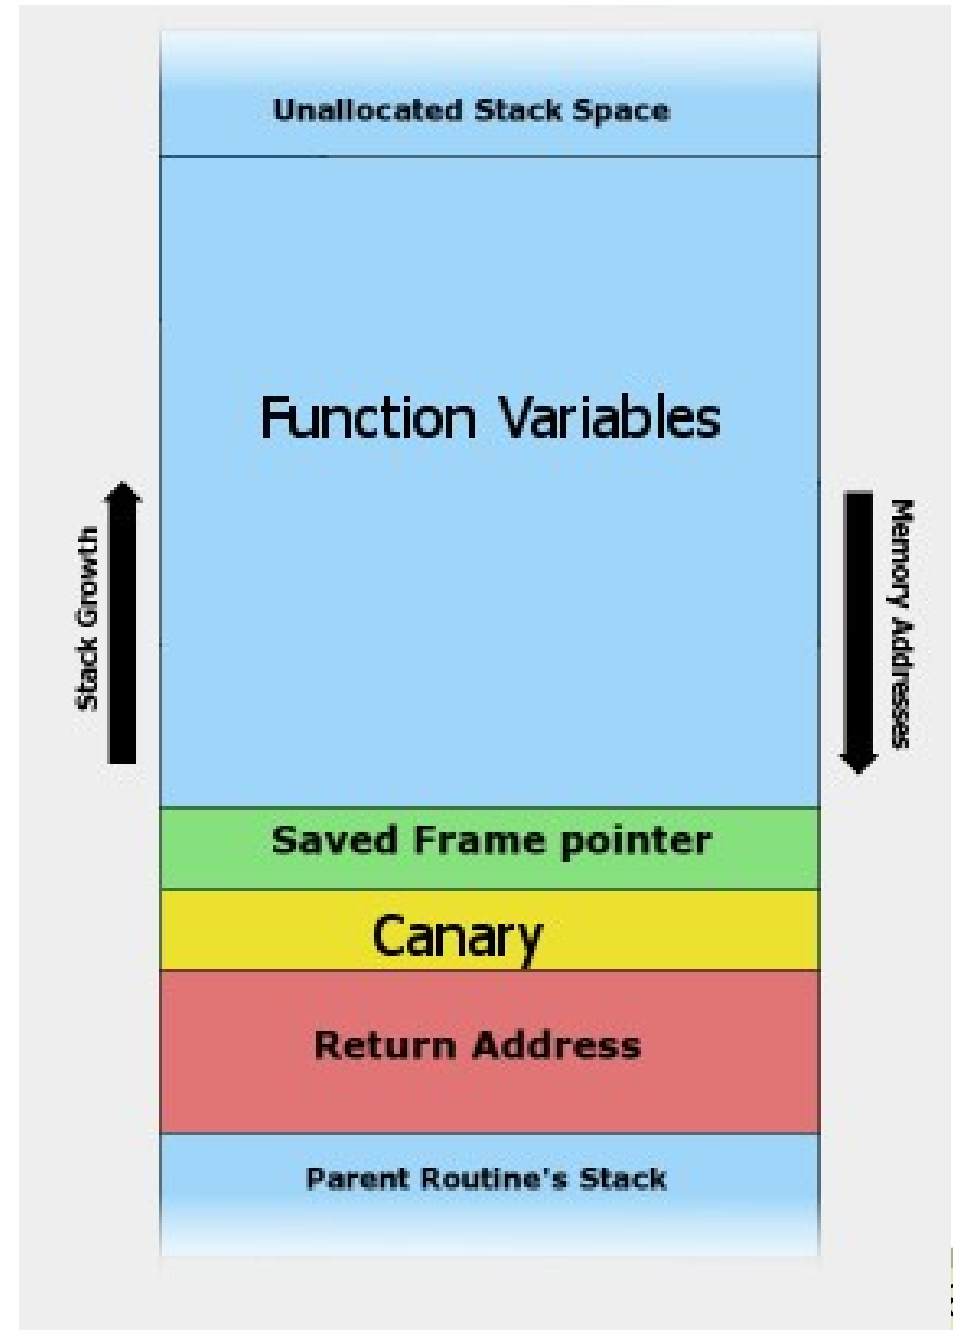 Unallocated Stack Space
Function Variables
Stack Growth
Memory Addresses
Saved Frame pointer
Canary
Return Address
Parent Routine's Stack